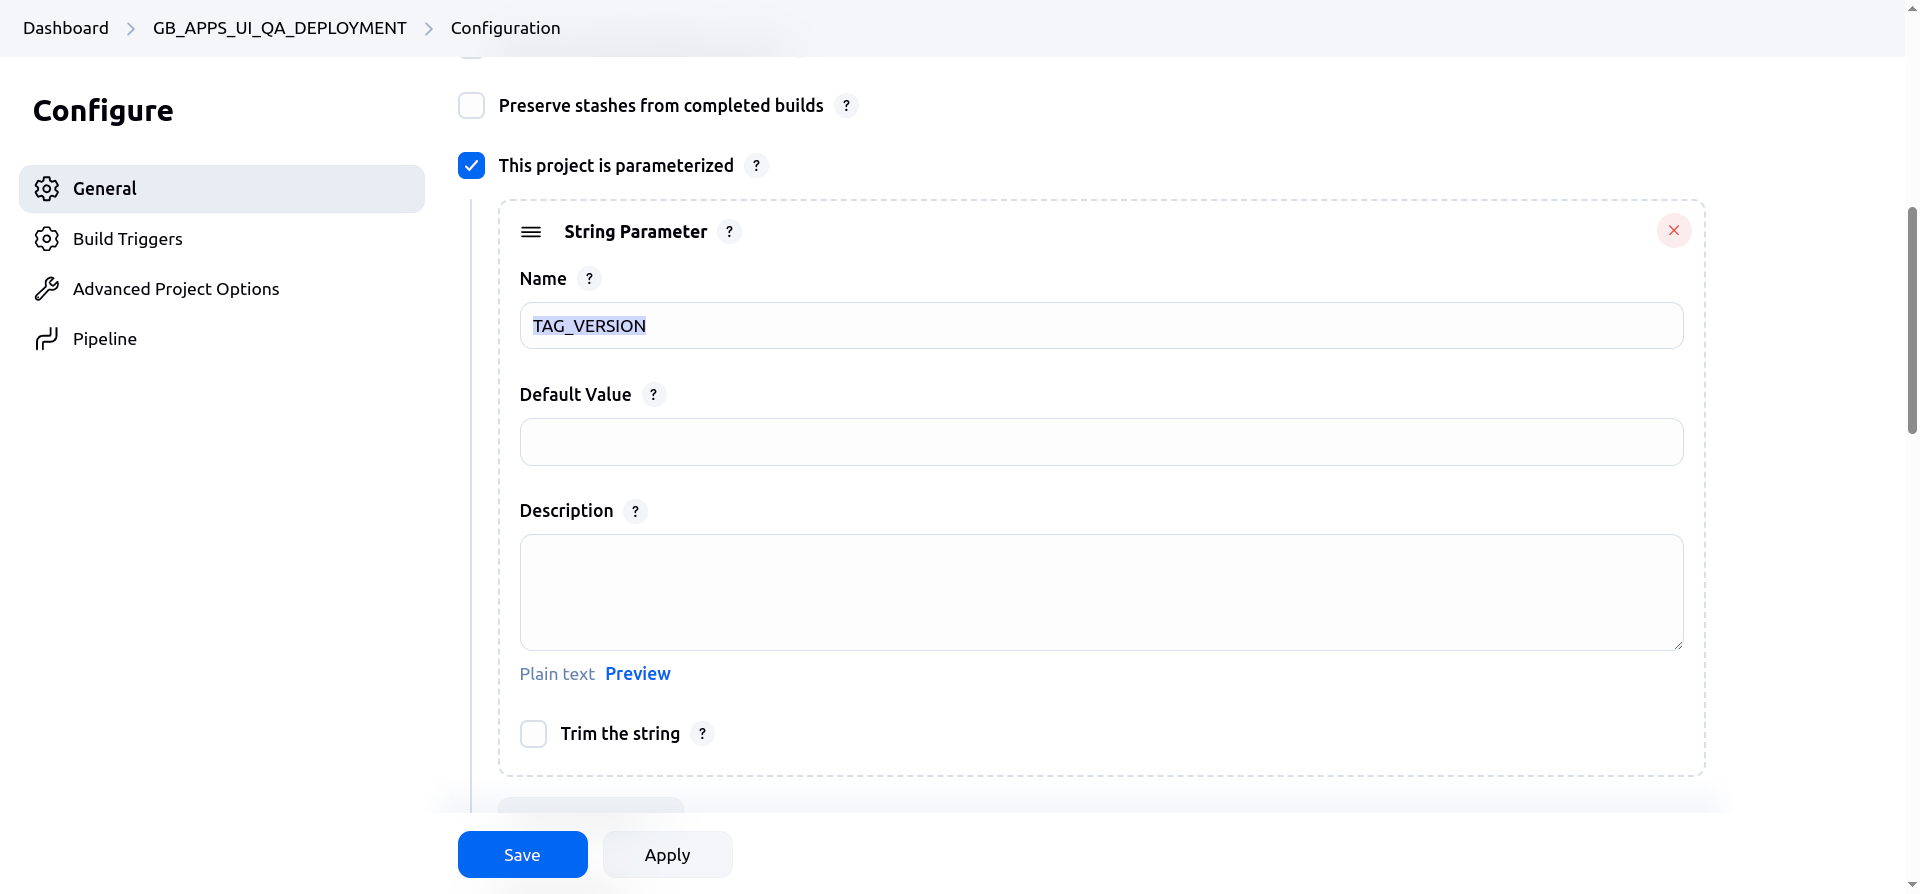 Dashboard > GB_APPS_UI_QA_DEPLOYMENT > Configuration
Configure
General
Build Triggers
Advanced Project Options
Pipeline
Preserve stashes from completed builds ?
This project is parameterized ?
String Parameter ?
Name ?
TAG_VERSION
Default Value ?
Description ?
Plain text Preview
Trim the string ?
Save Apply